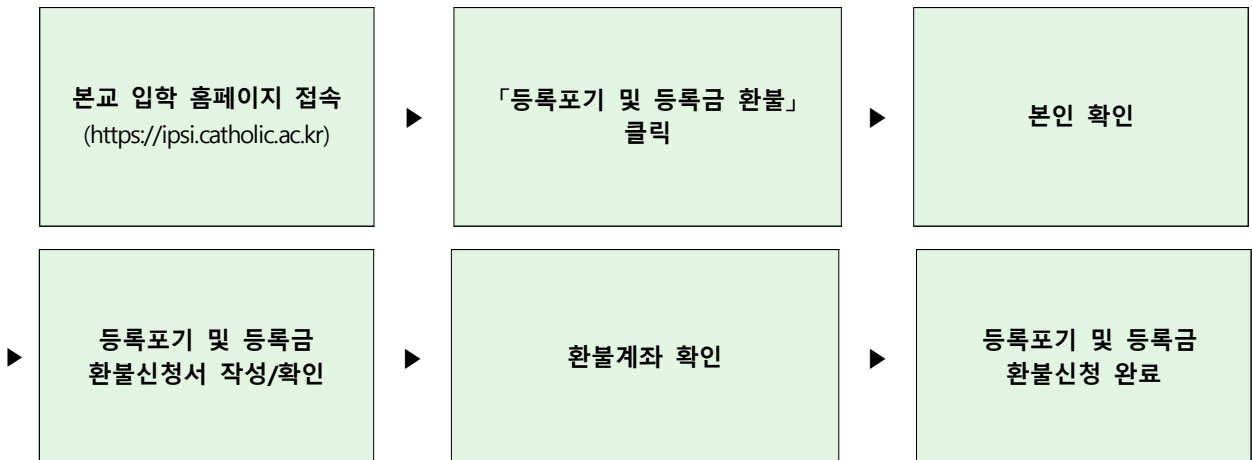 본교 입학 홈페이지 접속
(https://ipsi.catholic.ac.kr)
▶
「등록포기 및 등록금 환불」
클릭
▶
본인 확인
▶
등록포기 및 등록금
환불신청서 작성/확인
▶
환불계좌 확인
▶
등록포기 및 등록금
환불신청 완료